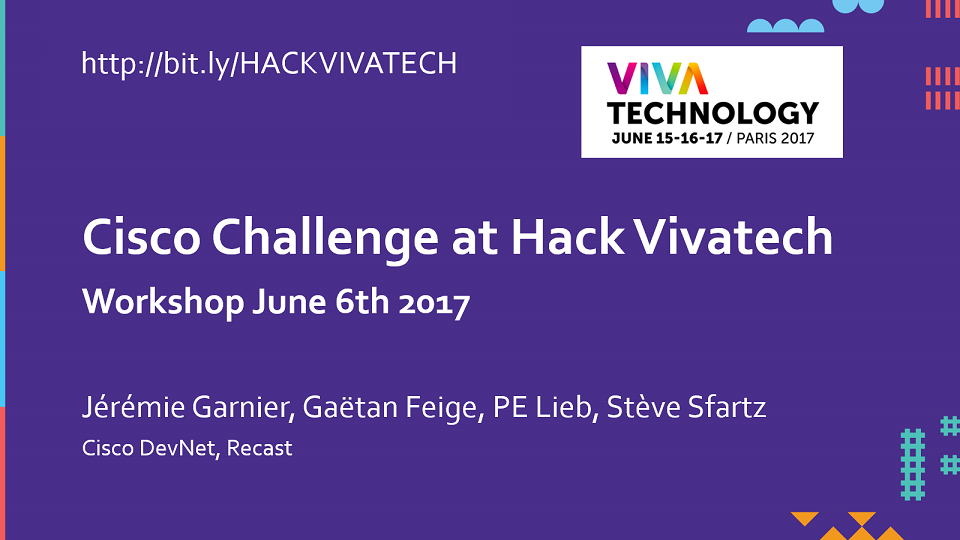 http://bit.ly/HACKVIVATECH
VIVA
TECHNOLOGY
JUNE 15-16-17 / PARIS 2017
Cisco Challenge at Hack Vivatech
Workshop June 6th 2017
Jérémie Garnier, Gaëtan Feige, PE Lieb, Stève Sfartz
Cisco DevNet, Recast